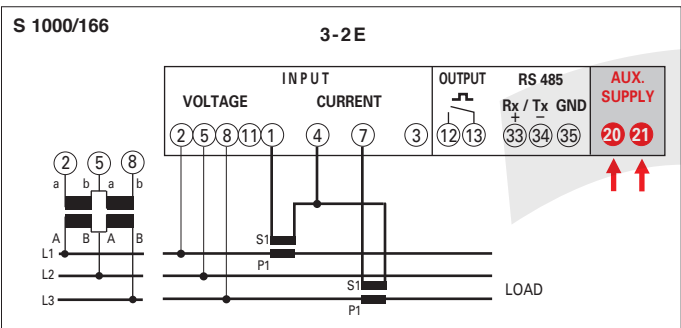 S 1000/166
3-2E
INPUT
OUTPUT
RS 485
AUX.
SUPPLY
VOLTAGE
CURRENT
Rx / Tx GND
+ −
2 5 8 11 1 4 7 3 12 13 33 34 35 20 21
2 5 8
a b a b
A B A B
S1
L1
P1
L2
S1
LOAD
L3
P1